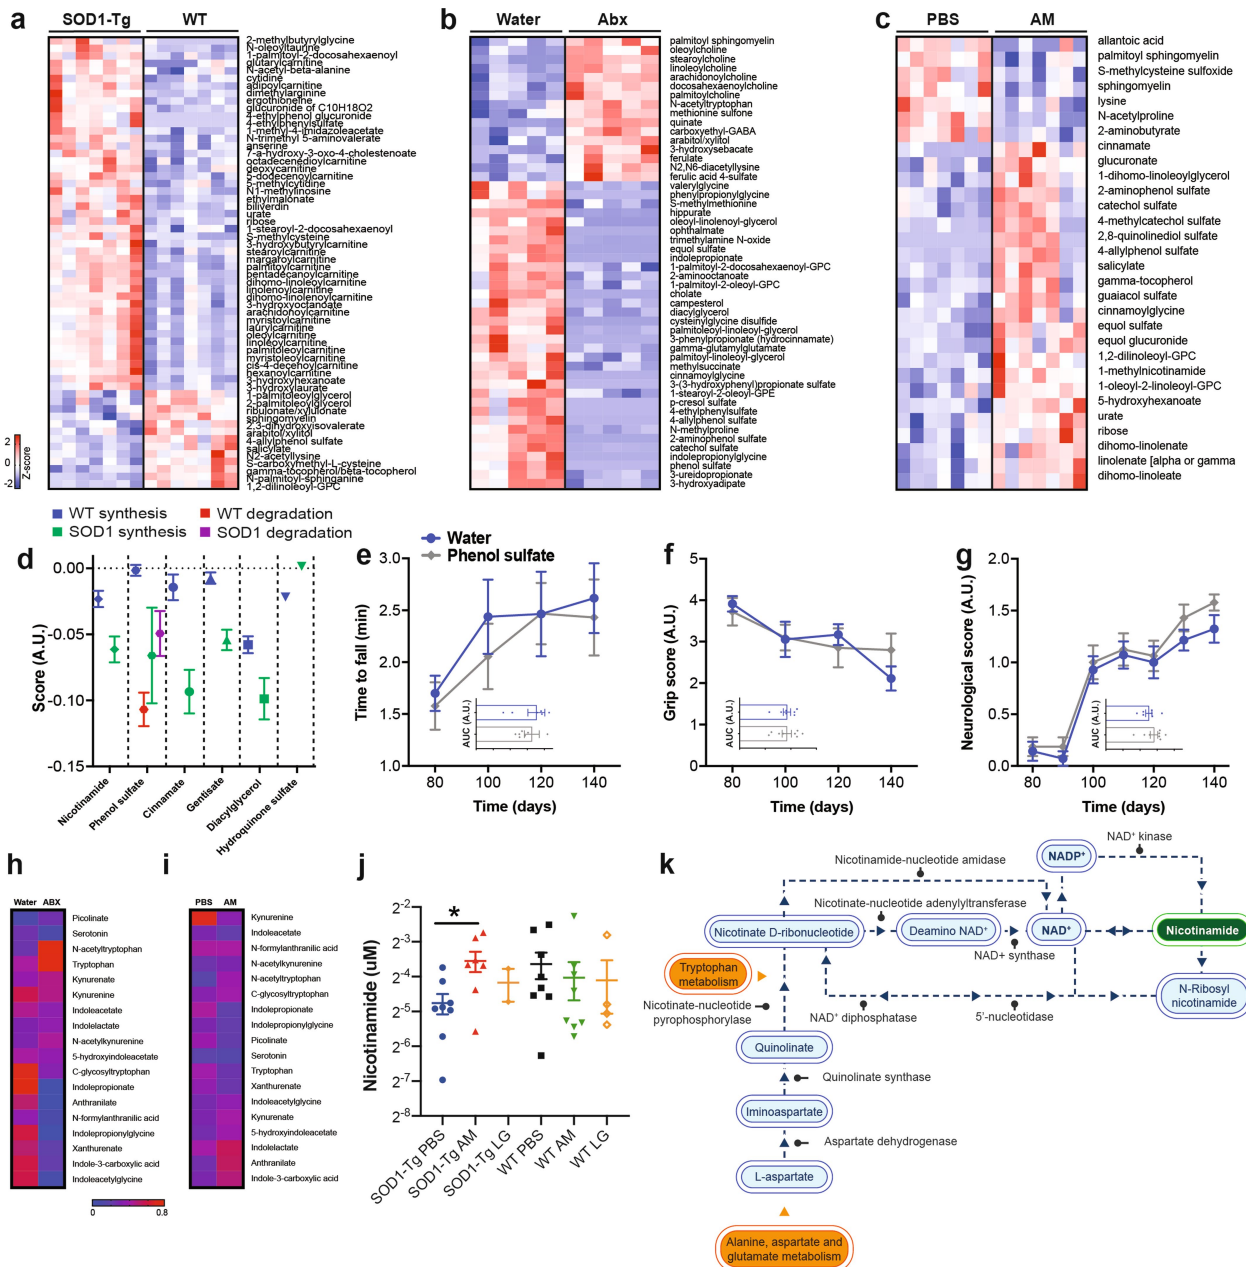 a
SOD1-Tg
WT
2-methylbutyrylglycine
N-oleoyltaurine
1-palmitoyl-2-docosahexaenoyl
glutarylcarnitine
N-acetyl-beta-alanine
cytidine
adipoylcarnitine
dimethylarginine
ergothioneine
glucuronide of C10H18O2
4-ethylphenol glucuronide
4-ethylphenylsulfate
1-methyl-4-imidazoleacetate
N-trimethyl 5-aminovalerate
anserine
7-a-hydroxy-3-oxo-4-cholestenoate
octadecenedioylcarnitine
deoxycarnitine
5-dodecenoylcarnitine
5-methylcytidine
N1-methylinosine
ethylmalonate
biliverdin
urate
ribose
1-stearoyl-2-docosahexaenoyl
S-methylcysteine
3-hydroxybutyrylcarnitine
stearoylcarnitine
margaroylcarnitine
palmitoylcarnitine
pentadecanoylcarnitine
dihomo-linoleoylcarnitine
linolenoylcarnitine
dihomo-linolenoylcarnitine
3-hydroxyoctanoate
arachidonoylcarnitine
myristoylcarnitine
laurylcarnitine
oleoylcarnitine
linoleoylcarnitine
palmitoleoylcarnitine
myristoleoylcarnitine
cis-4-decenoylcarnitine
hexanoylcarnitine
3-hydroxyhexanoate
3-hydroxylaurate
1-palmitoleoylglycerol
2-palmitoleoylglycerol
ribulonate/xylulonate
sphingomyelin
2,3-dihydroxyisovalerate
arabitol/xylitol
4-allylphenol sulfate
salicylate
N2-acetyllysine
S-carboxymethyl-L-cysteine
gamma-tocopherol/beta-tocopherol
N-palmitoyl-sphinganine
1,2-dilinoleoyl-GPC
2
0
-2
Z-score
b
Water
Abx
palmitoyl sphingomyelin
oleoylcholine
stearoylcholine
linoleoylcholine
arachidonoylcholine
docosahexaenoylcholine
palmitoylcholine
N-acetyltryptophan
methionine sulfone
quinate
carboxyethyl-GABA
arabitol/xylitol
3-hydroxysebacate
ferulate
N2,N6-diacetyllysine
ferulic acid 4-sulfate
valerylglycine
phenylpropionylglycine
S-methylmethionine
hippurate
oleoyl-linolenoyl-glycerol
ophthalmate
trimethylamine N-oxide
equol sulfate
indolepropionate
1-palmitoyl-2-docosahexaenoyl-GPC
2-aminooctanoate
1-palmitoyl-2-oleoyl-GPC
cholate
campesterol
diacylglycerol
cysteinylglycine disulfide
palmitoleoyl-linoleoyl-glycerol
3-phenylpropionate (hydrocinnamate)
gamma-glutamylglutamate
palmitoyl-linoleoyl-glycerol
methylsuccinate
cinnamoylglycine
3-(3-hydroxyphenyl)propionate sulfate
1-stearoyl-2-oleoyl-GPE
p-cresol sulfate
4-ethylphenylsulfate
4-allylphenol sulfate
N-methylproline
2-aminophenol sulfate
catechol sulfate
indolepropionylglycine
phenol sulfate
3-ureidopropionate
3-hydroxyadipate
c
PBS
AM
allantoic acid
palmitoyl sphingomyelin
S-methylcysteine sulfoxide
sphingomyelin
lysine
N-acetylproline
2-aminobutyrate
cinnamate
glucuronate
1-dihomo-linoleoylglycerol
2-aminophenol sulfate
catechol sulfate
4-methylcatechol sulfate
2,8-quinolinediol sulfate
4-allylphenol sulfate
salicylate
gamma-tocopherol
guaiacol sulfate
cinnamoylglycine
equol sulfate
equol glucuronide
1,2-dilinoleoyl-GPC
1-methylnicotinamide
1-oleoyl-2-linoleoyl-GPC
5-hydroxyhexanoate
urate
ribose
dihomo-linolenate
linolenate [alpha or gamma
dihomo-linoleate
WT synthesis
WT degradation
SOD1 synthesis
SOD1 degradation
d
0.00
-0.05
-0.10
-0.15
Score (A.U.)
Nicotinamide
Phenol sulfate
Cinnamate
Gentisate
Diacylglycerol
Hydroquinone sulfate
e
Water
Phenol sulfate
3.0
2.5
2.0
1.5
1.0
Time to fall (min)
AUC (A.U.)
80 100 120 140
Time (days)
f
5
4
3
2
1
0
Grip score (A.U.)
AUC (A.U.)
80 100 120 140
Time (days)
g
2.0
1.5
1.0
0.5
0.0
Neurological score (A.U.)
AUC (A.U.)
80 100 120 140
Time (days)
h
Water ABX
Picolinate
Serotonin
N-acetyltryptophan
Tryptophan
Kynurenate
Kynurenine
Indoleacetate
Indolelactate
N-acetylkynurenine
5-hydroxyindoleacetate
C-glycosyltryptophan
Indolepropionate
Anthranilate
N-formylanthranilic acid
Indolepropionylglycine
Xanthurenate
Indole-3-carboxylic acid
Indoleacetylglycine
0
0.8
i
PBS AM
Kynurenine
Indoleacetate
N-formylanthranilic acid
N-acetylkynurenine
N-acetyltryptophan
C-glycosyltryptophan
Indolepropionate
Indolepropionylglycine
Picolinate
Serotonin
Tryptophan
Xanthurenate
Indoleacetylglycine
Kynurenate
5-hydroxyindoleacetate
Indolelactate
Anthranilate
Indole-3-carboxylic acid
j
2-2
2-3
2-4
2-5
2-6
2-7
2-8
Nicotinamide (uM)
*
SOD1-Tg PBS
SOD1-Tg AM
SOD1-Tg LG
WT PBS
WT AM
WT LG
k
NAD+ kinase
NADP+
Nicotinamide-nucleotide amidase
Nicotinate-nucleotide adenylyltransferase
Nicotinate D-ribonucleotide
Deamino NAD+
NAD+
Nicotinamide
NAD+ synthase
Tryptophan
metabolism
Nicotinate-nucleotide
pyrophosphorylase
NAD+ diphosphatase
5'-nucleotidase
N-Ribosyl
nicotinamide
Quinolinate
Quinolinate synthase
Iminoaspartate
Aspartate dehydrogenase
L-aspartate
Alanine, aspartate and
glutamate metabolism